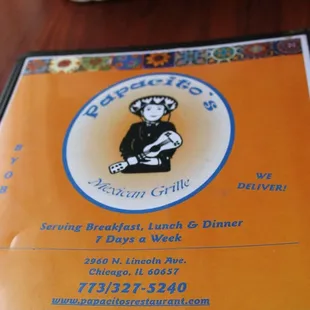 Papacito's
Mexican Grille
BYOB
WE
DELIVER!
Serving Breakfast, Lunch & Dinner
7 Days a Week
2960 N. Lincoln Ave.
Chicago, IL 60657
773/327-5240
www.papacitosrestaurant.com